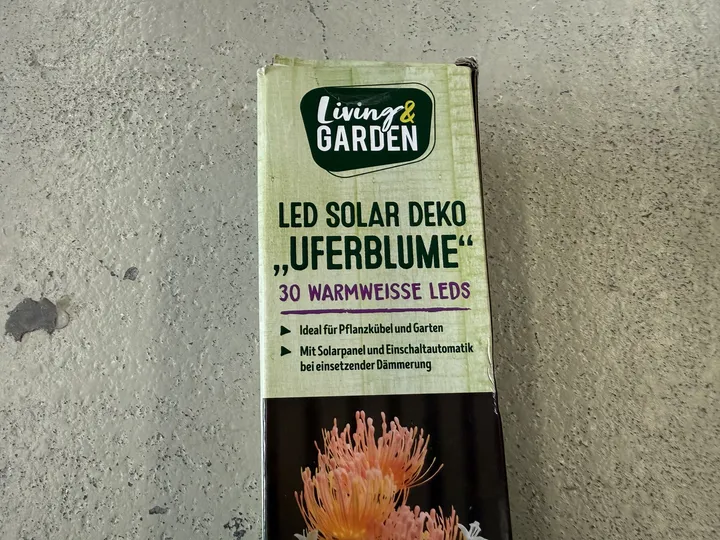 Living &
GARDEN
LED SOLAR DEKO
„UFERBLUME“
30 WARMWEISSE LEDS
Ideal für Pflanzkübel und Garten
Mit Solarpanel und Einschaltautomatik
bei einsetzender Dämmerung